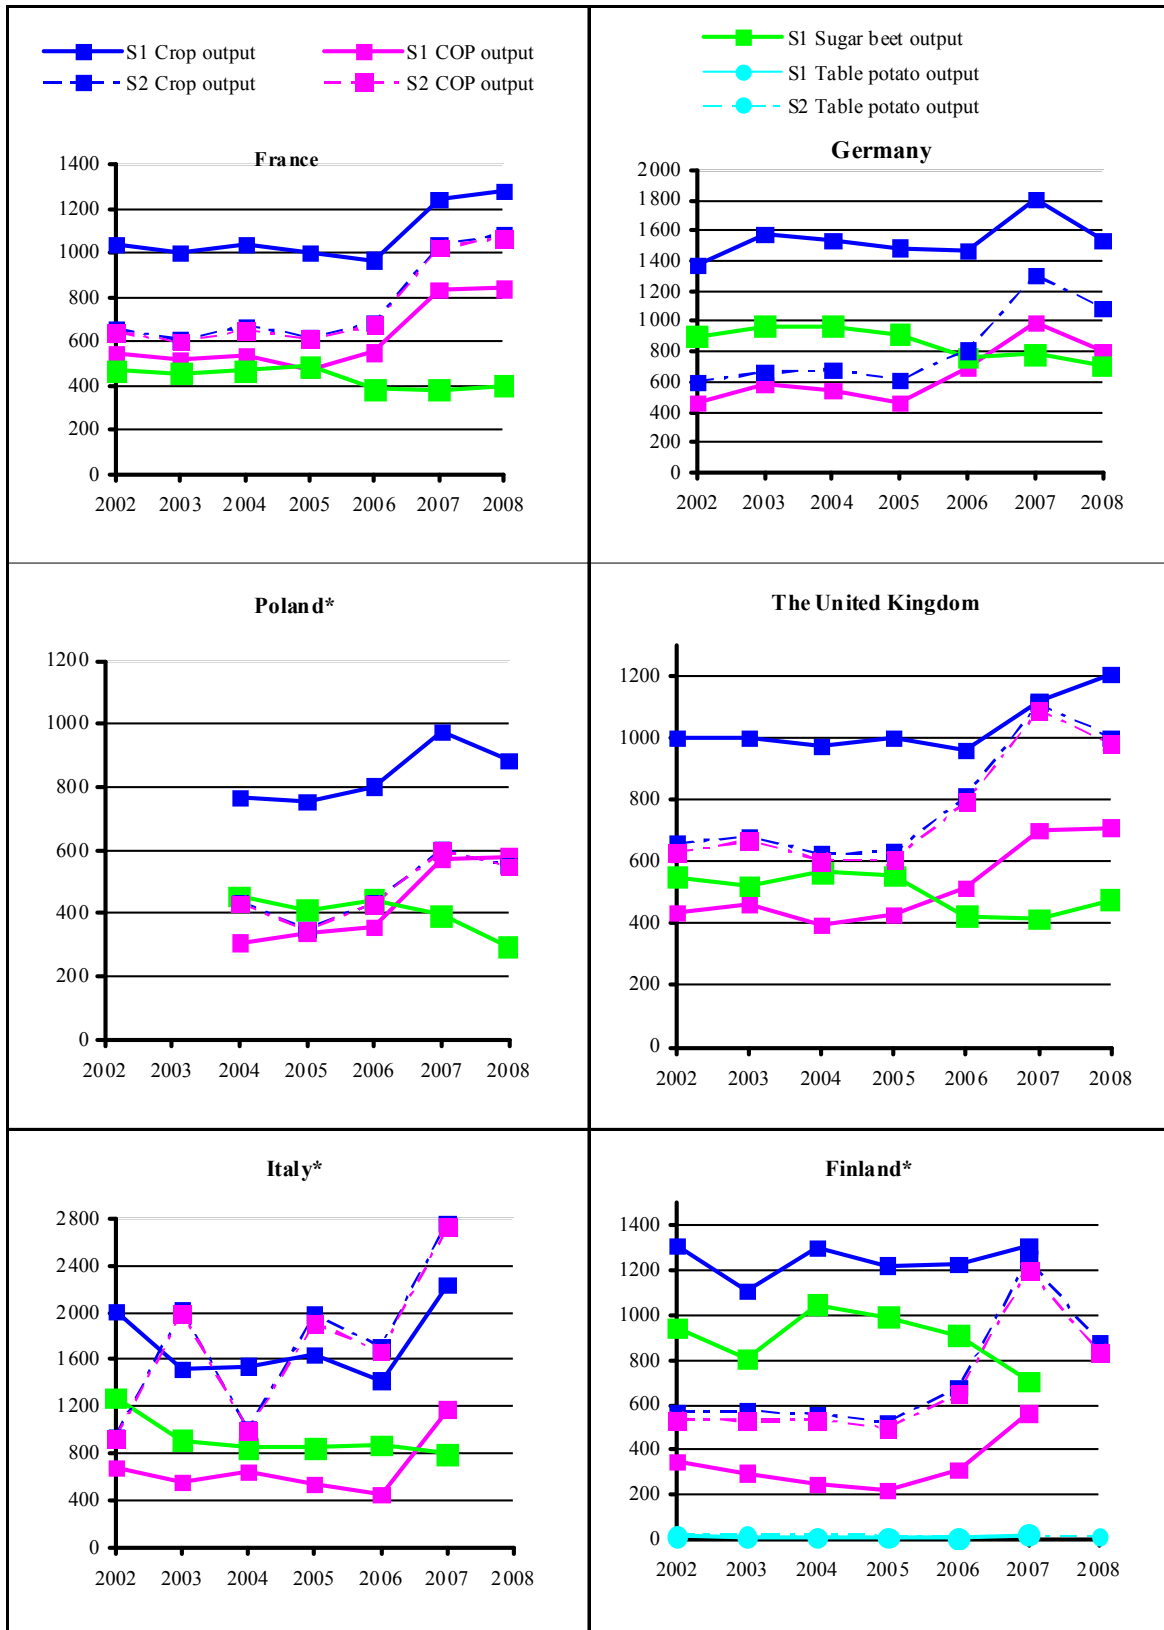 S1 Crop output
S1 COP output
S2 Crop output
S2 COP output
S1 Sugar beet output
S1 Table potato output
S2 Table potato output
France
1400
1200
1000
800
600
400
200
0
2002 2003 2004 2005 2006 2007 2008
Germany
2000
1800
1600
1400
1200
1000
800
600
400
200
0
2002 2003 2004 2005 2006 2007 2008
Poland*
1200
1000
800
600
400
200
0
2002 2003 2004 2005 2006 2007 2008
The United Kingdom
1200
1000
800
600
400
200
0
2002 2003 2004 2005 2006 2007 2008
Italy*
2800
2400
2000
1600
1200
800
400
0
2002 2003 2004 2005 2006 2007 2008
Finland*
1400
1200
1000
800
600
400
200
0
2002 2003 2004 2005 2006 2007 2008